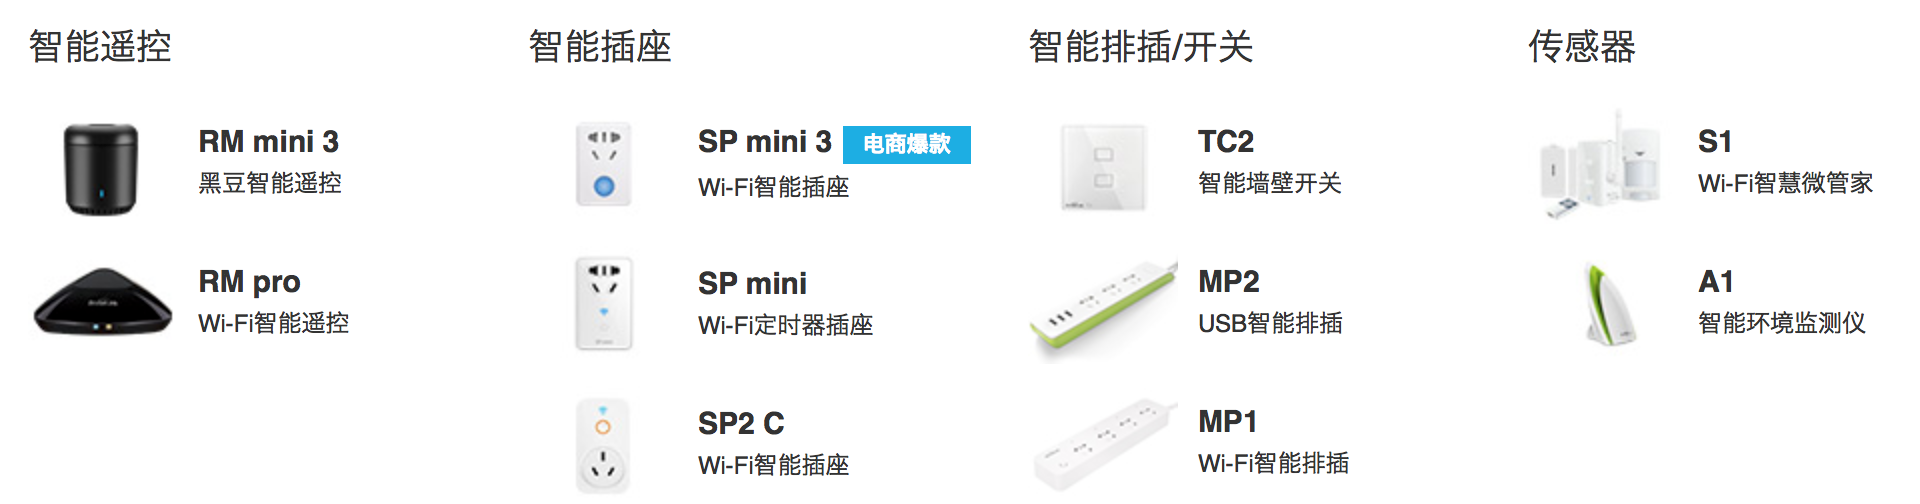 智能遥控
RM mini 3
黑豆智能遥控
RM pro
Wi-Fi智能遥控
智能插座
SP mini 3 电商爆款
Wi-Fi智能插座
SP mini
Wi-Fi定时器插座
SP2 C
Wi-Fi智能插座
智能排插/开关
TC2
智能墙壁开关
MP2
USB智能排插
MP1
Wi-Fi智能排插
传感器
S1
Wi-Fi智慧微管家
A1
智能环境监测仪